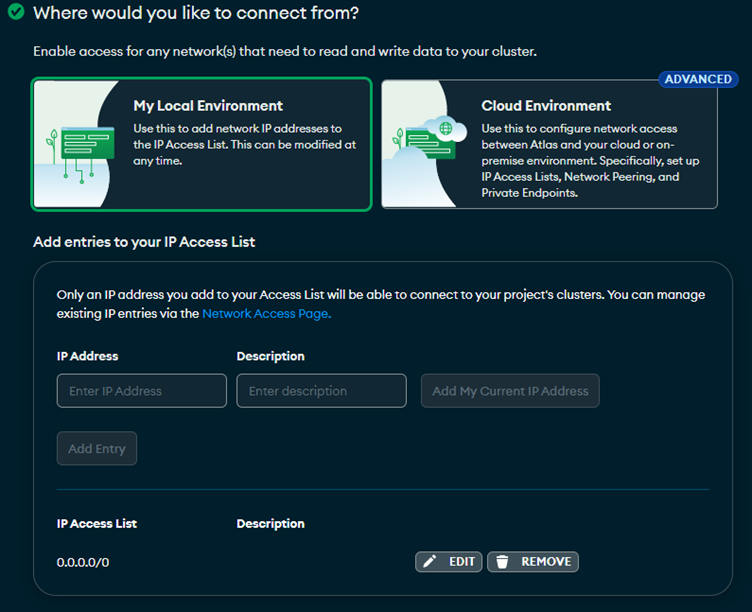 Where would you like to connect from?
Enable access for any network(s) that need to read and write data to your cluster.
ADVANCED
My Local Environment
Use this to add network IP addresses to
the IP Access List. This can be modified at
any time.
Cloud Environment
Use this to configure network access
between Atlas and your cloud or on-
premise environment. Specifically, set up
IP Access Lists, Network Peering, and
Private Endpoints.
Add entries to your IP Access List
Only an IP address you add to your Access List will be able to connect to your project's clusters. You can manage
existing IP entries via the Network Access Page.
IP Address Description
Enter IP Address Enter description Add My Current IP Address
Add Entry
IP Access List Description
0.0.0.0/0 EDIT REMOVE